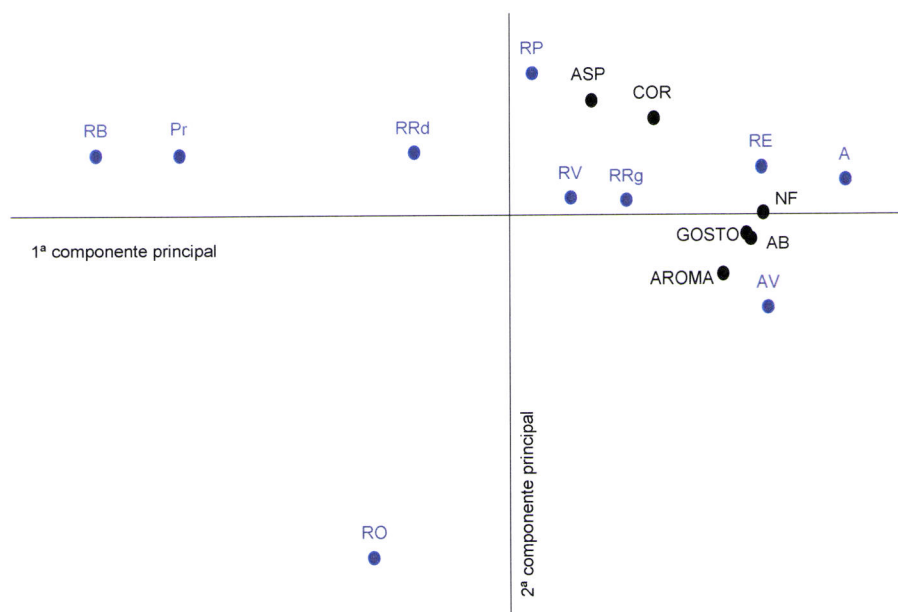 RP
ASP
COR
RB
Pr
RRd
RE
A
RV
RRg
NF
GOSTO
AB
1ª componente principal
AROMA
AV
RO
2ª componente principal